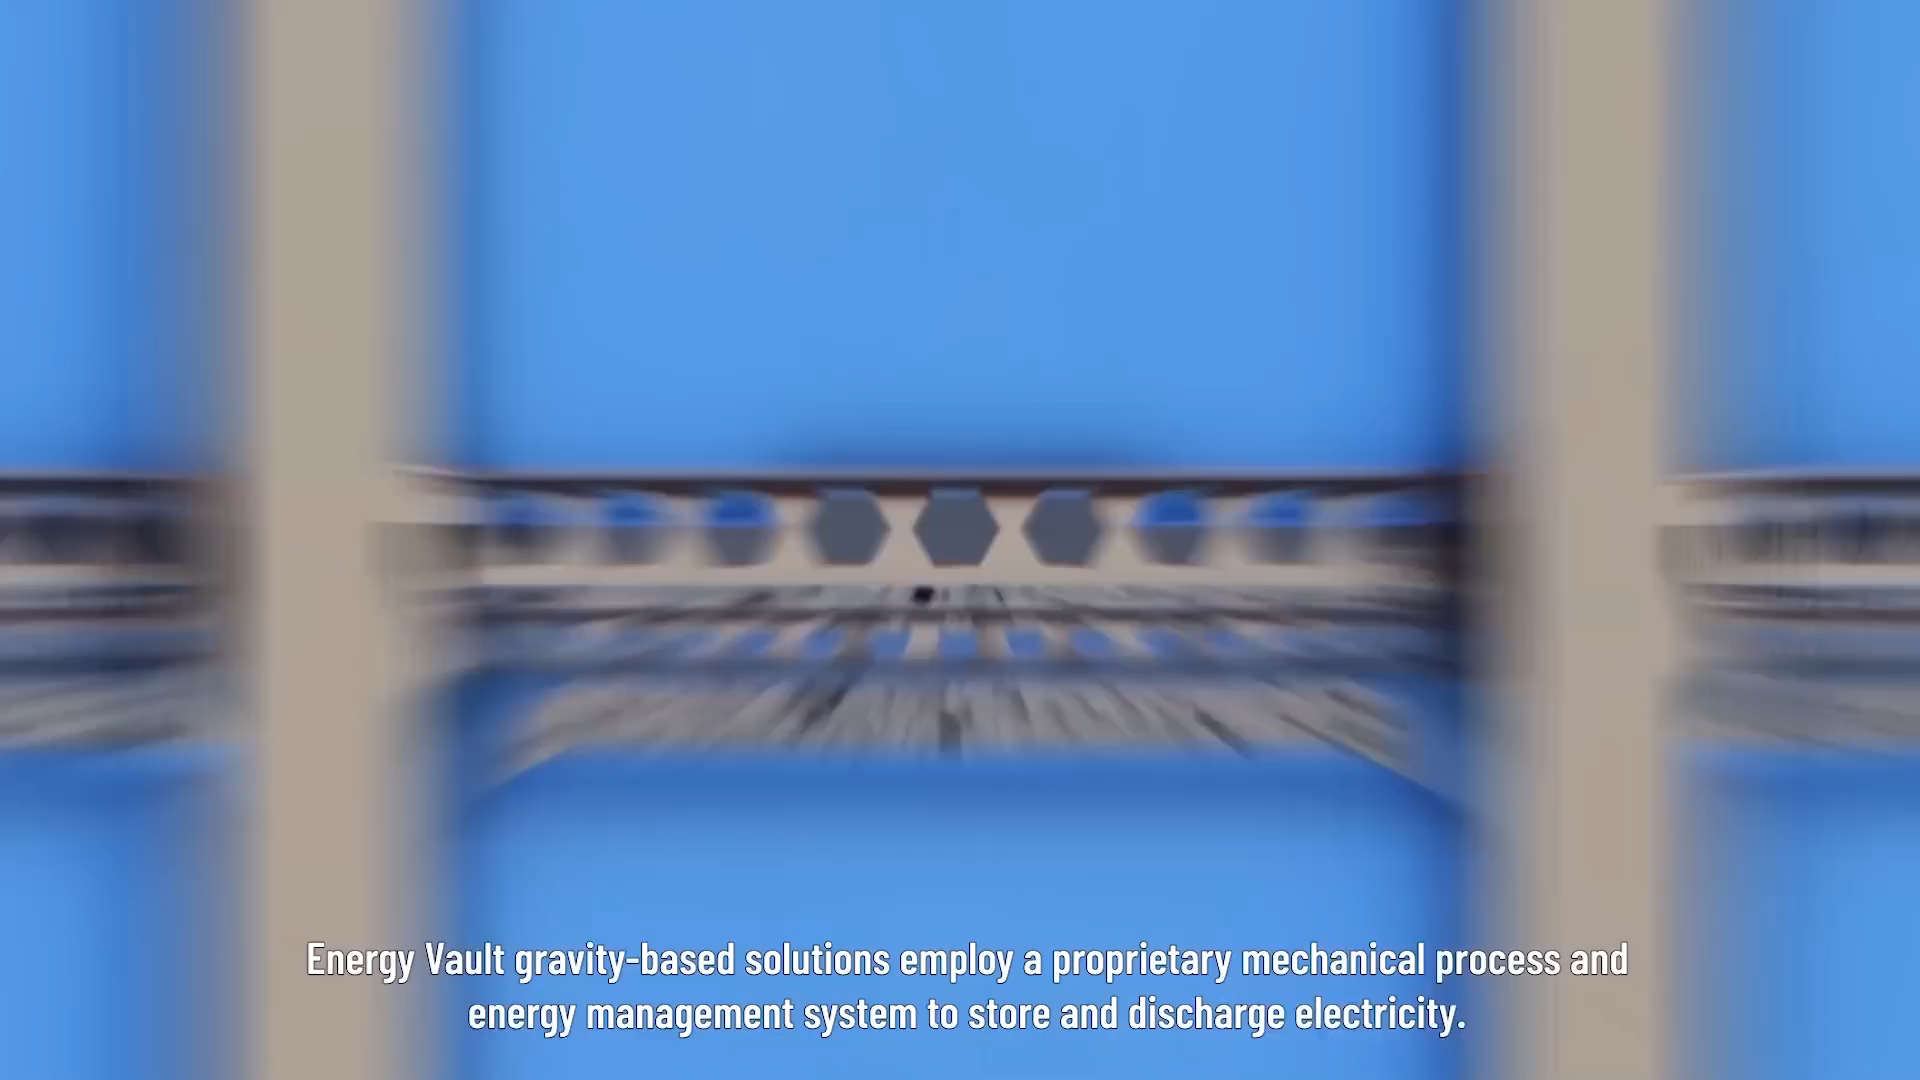 Energy Vault gravity-based solutions employ a proprietary mechanical process and
energy management system to store and discharge electricity.